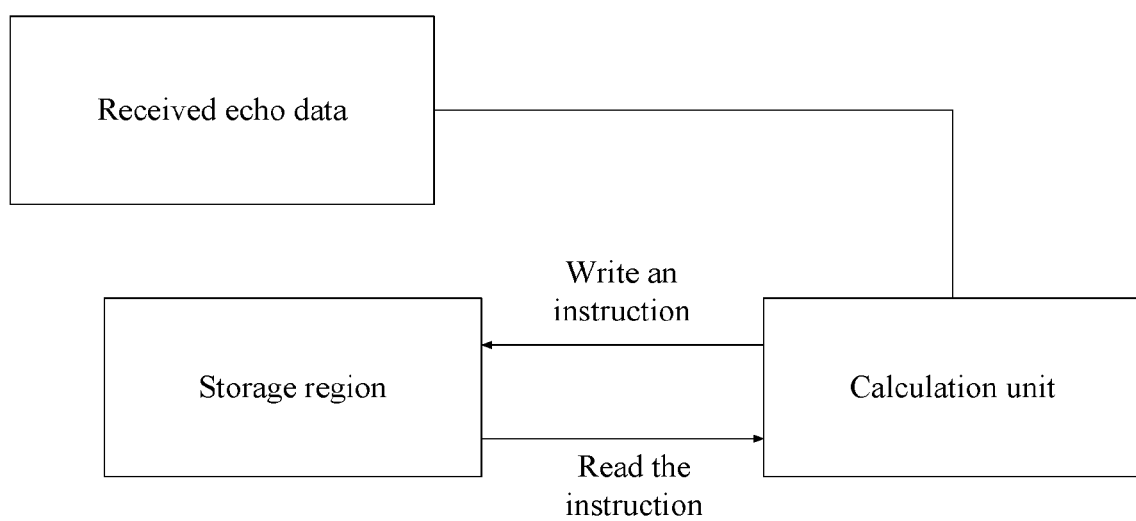 Received echo data
Write an
instruction
Storage region
Calculation unit
Read the
instruction